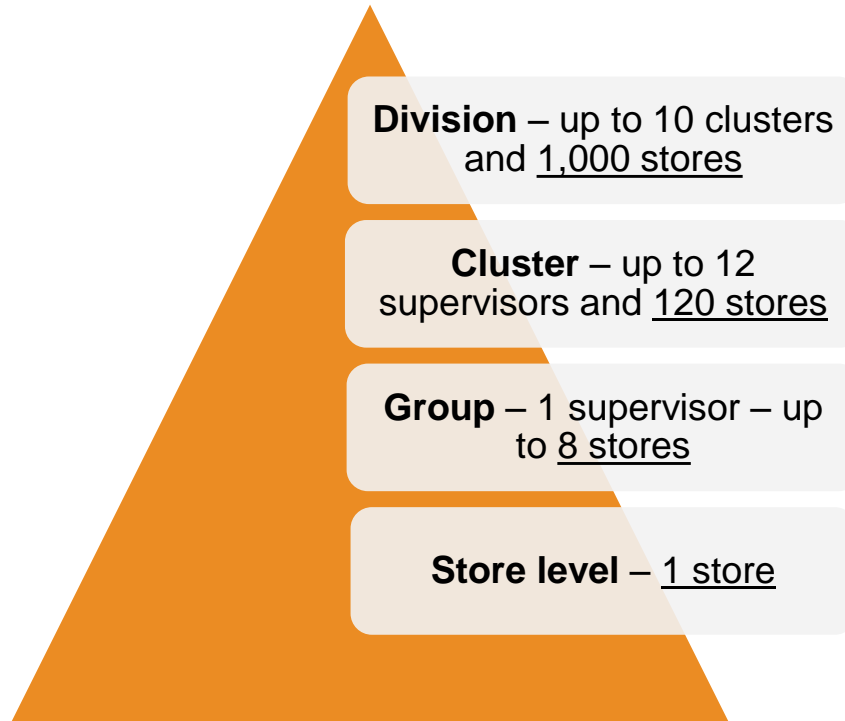 Division – up to 10 clusters
and 1,000 stores
Cluster – up to 12
supervisors and 120 stores
Group – 1 supervisor – up
to 8 stores
Store level – 1 store